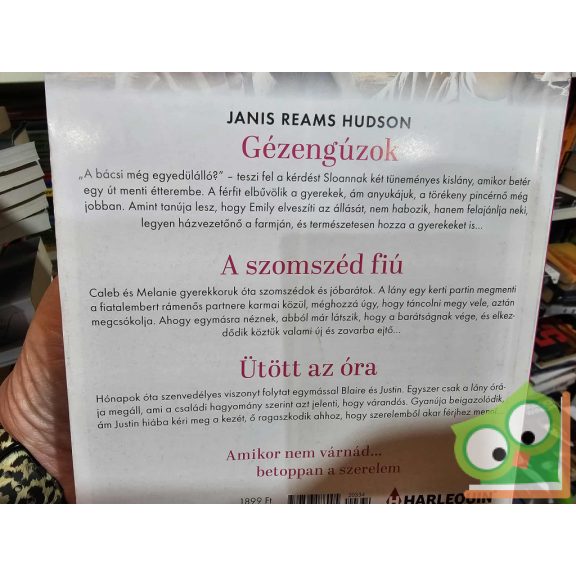 JANIS REAMS HUDSON
Gézengúzok
„A bácsi még egyedülálló?” – teszi fel a kérdést Sloannak két tüneményes kislány, amikor betér
egy út menti étterembe. A férfit elbűvölik a gyerekek, ám anyukájuk, a törékeny pincérnő még
jobban. Amint tanúja lesz, hogy Emily elveszíti az állását, nem habozik, hanem felajánlja neki,
legyen házvezetőnő a farmján, és természetesen hozza a gyerekeket is...
A szomszéd fiú
Caleb és Melanie gyerekkoruk óta szomszédok és jóbarátok. A lány egy kerti partin megmenti
a fiatalembert rámenős partnere karmai közül, méghozzá úgy, hogy táncolni megy vele, aztán
megcsókolja. Ahogy egymásra néznek, abból már látszik, hogy a barátságnak vége, és elkez-
dődik köztük valami új és zavarba ejtő...
Ütött az óra
Hónapok óta szenvedélyes viszonyt folytat egymással Blaire és Justin. Egyszer csak a lány órá-
ja megáll, ami a családi hagyomány szerint azt jelenti, hogy várandós. Gyanúja beigazolódik,
ám Justin hiába kéri meg a kezét, ő ragaszkodik ahhoz, hogy szerelemből akar férjhez menni...
Amikor nem várnád...
betoppan a szerelem
1899 Ft
20334
HARLEQUIN